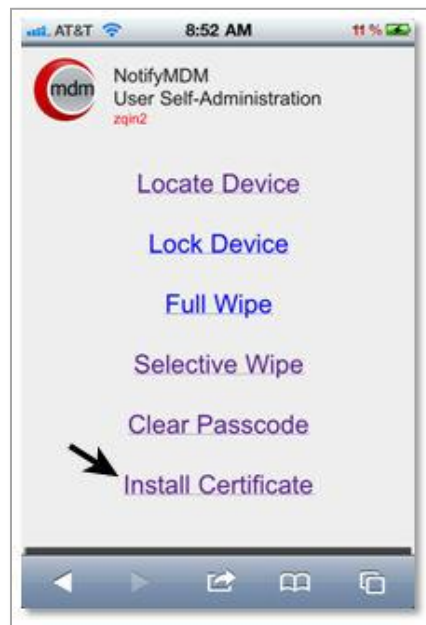 AT&T 8:52 AM 11 %
mdm
NotifyMDM
User Self-Administration
zqin2
Locate Device
Lock Device
Full Wipe
Selective Wipe
Clear Passcode
Install Certificate